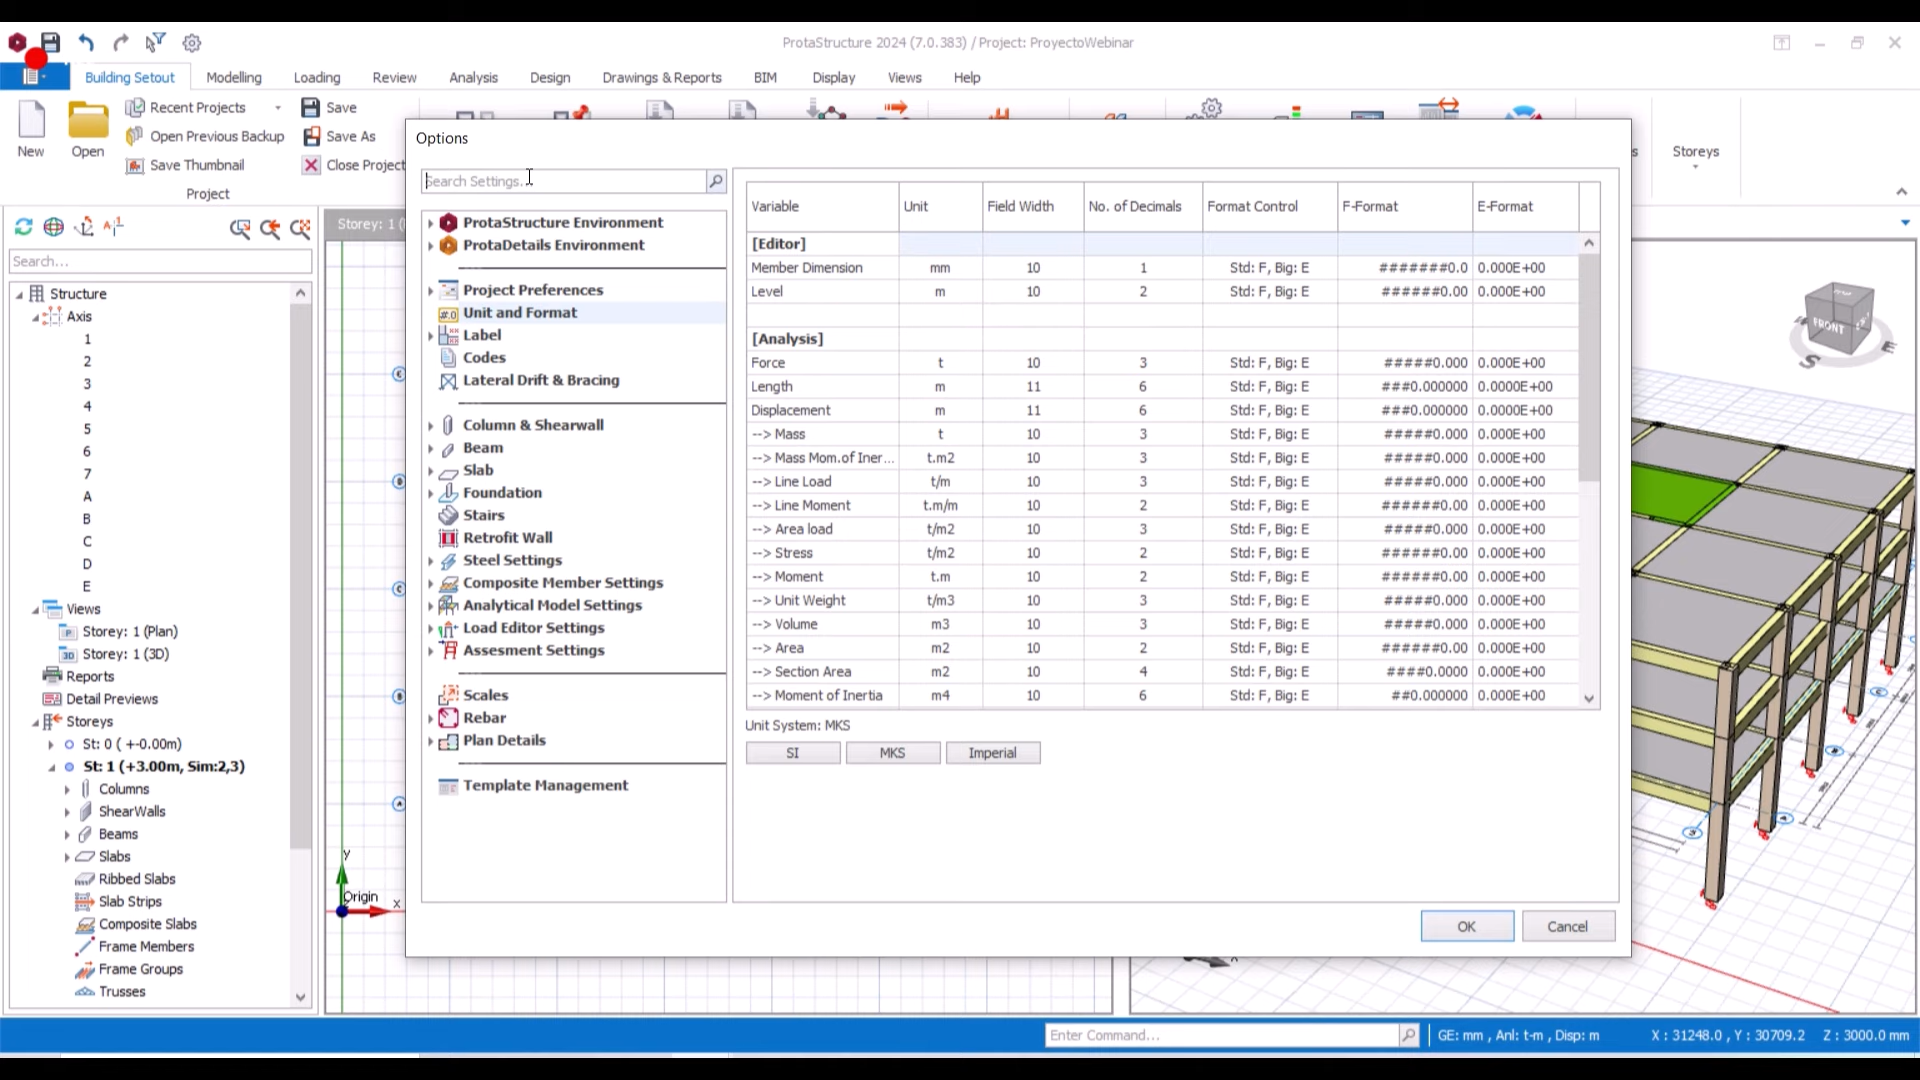 ProtaStructure 2024 (7.0.383) / Project: ProyectoWebinar
Building Setout Modelling Loading Review Analysis Design Drawings & Reports BIM Display Views Help
New
Open
Recent Projects
Open Previous Backup
Save Thumbnail
Save
Save As
Close Project
Project
Storeys
Search...
Structure
Axis
1
2
3
4
5
6
7
A
B
C
D
E
Views
Storey: 1 (Plan)
Storey: 1 (3D)
Reports
Detail Previews
Storeys
St: 0 ( +-0.00m)
St: 1 (+3.00m, Sim:2,3)
Columns
ShearWalls
Beams
Slabs
Ribbed Slabs
Slab Strips
Composite Slabs
Frame Members
Frame Groups
Trusses
Storey: 1 (
Y
Origin
X
Options
Search Settings...
ProtaStructure Environment
ProtaDetails Environment
Project Preferences
Unit and Format
Label
Codes
Lateral Drift & Bracing
Column & Shearwall
Beam
Slab
Foundation
Stairs
Retrofit Wall
Steel Settings
Composite Member Settings
Analytical Model Settings
Load Editor Settings
Assesment Settings
Scales
Rebar
Plan Details
Template Management
Variable Unit Field Width No. of Decimals Format Control F-Format E-Format
[Editor]
Member Dimension mm 10 1 Std: F, Big: E #######0.0 0.000E+00
Level m 10 2 Std: F, Big: E ######0.00 0.000E+00
[Analysis]
Force t 10 3 Std: F, Big: E #####0.000 0.000E+00
Length m 11 6 Std: F, Big: E ###0.000000 0.0000E+00
Displacement m 11 6 Std: F, Big: E ###0.000000 0.0000E+00
--> Mass t 10 3 Std: F, Big: E #####0.000 0.000E+00
--> Mass Mom.of Iner... t.m2 10 3 Std: F, Big: E #####0.000 0.000E+00
--> Line Load t/m 10 3 Std: F, Big: E #####0.000 0.000E+00
--> Line Moment t.m/m 10 2 Std: F, Big: E ######0.00 0.000E+00
--> Area load t/m2 10 3 Std: F, Big: E #####0.000 0.000E+00
--> Stress t/m2 10 2 Std: F, Big: E ######0.00 0.000E+00
--> Moment t.m 10 2 Std: F, Big: E ######0.00 0.000E+00
--> Unit Weight t/m3 10 3 Std: F, Big: E #####0.000 0.000E+00
--> Volume m3 10 3 Std: F, Big: E #####0.000 0.000E+00
--> Area m2 10 2 Std: F, Big: E ######0.00 0.000E+00
--> Section Area m2 10 4 Std: F, Big: E ####0.0000 0.000E+00
--> Moment of Inertia m4 10 6 Std: F, Big: E ##0.000000 0.000E+00
Unit System: MKS
SI MKS Imperial
OK Cancel
FRONT
S
E
Enter Command...
GE: mm , Anl: t-m , Disp: m
X : 31248.0 , Y : 30709.2 Z : 3000.0 mm